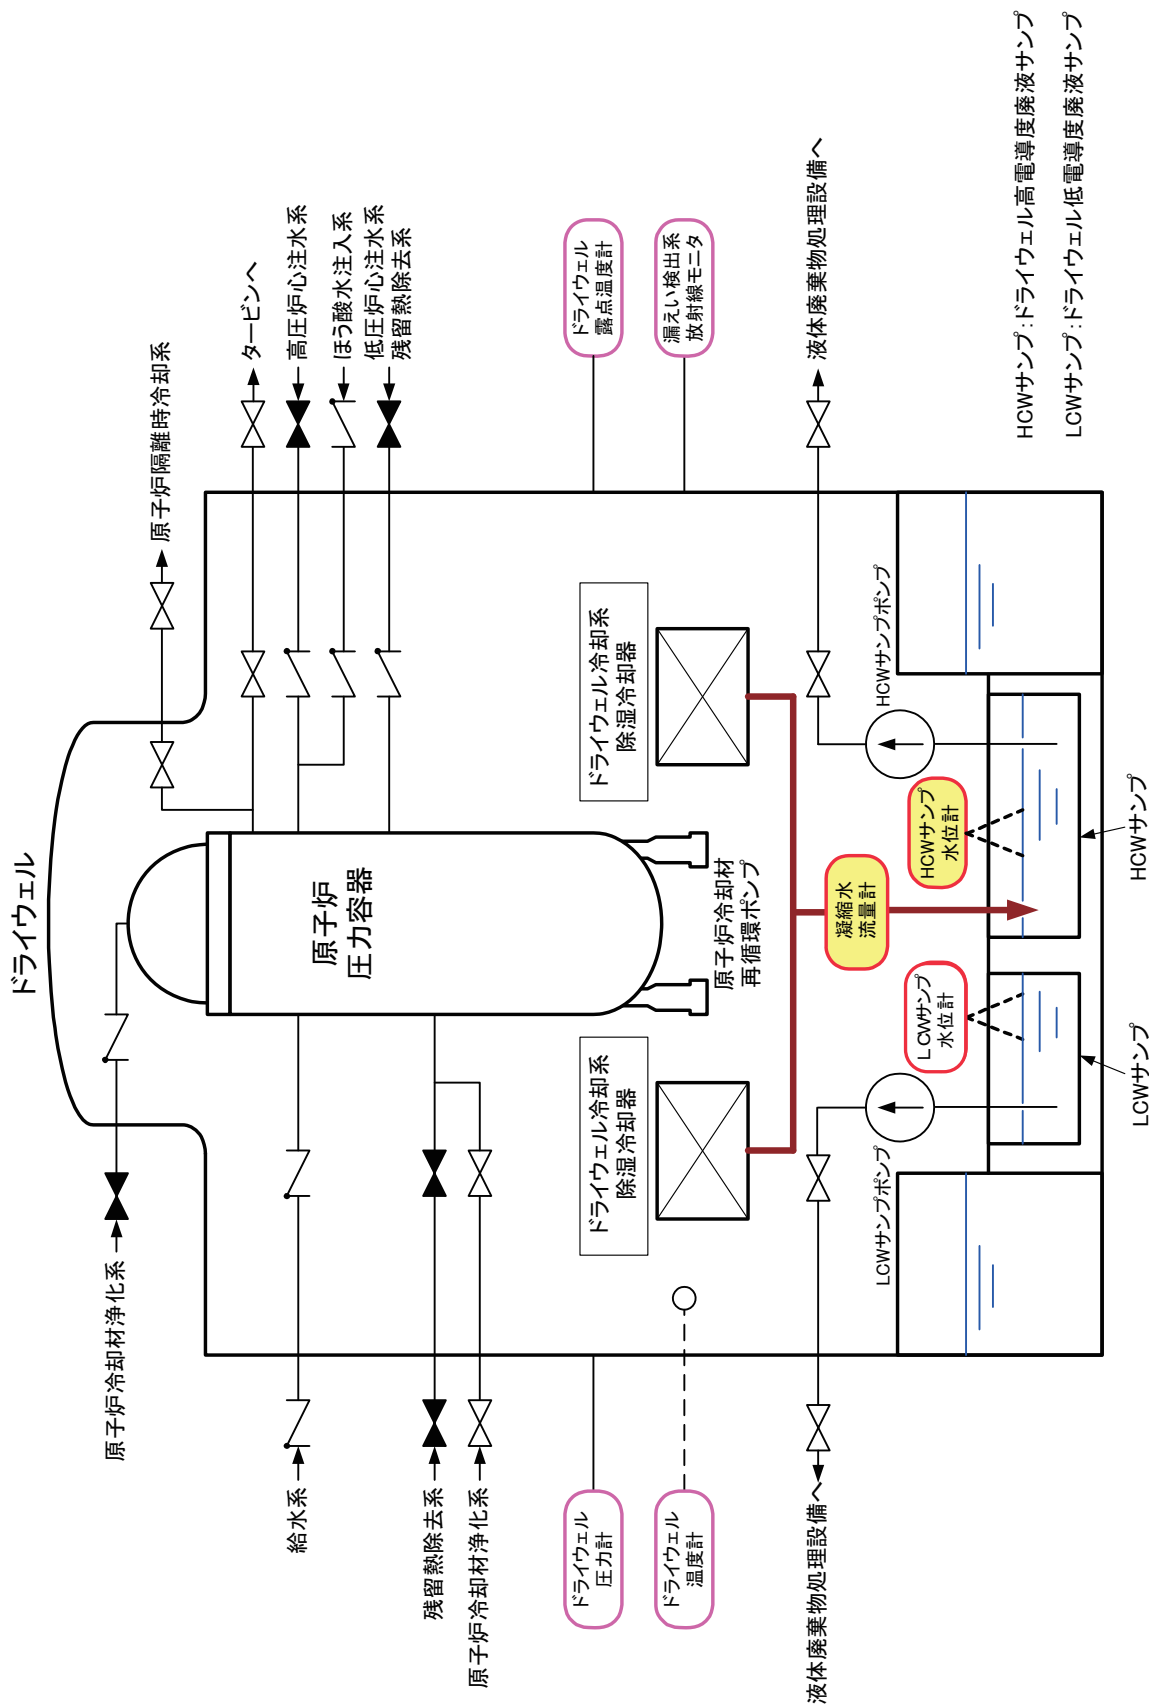 ドライウェル
原子炉冷却材浄化系
給水系
残留熱除去系
原子炉冷却材浄化系
原子炉隔離時冷却系
タービンへ
高圧炉心注水系
ほう酸水注入系
低圧炉心注水系
残留熱除去系
原子炉
圧力容器
原子炉冷却材
再循環ポンプ
ドライウェル冷却系
除湿冷却器
ドライウェル冷却系
除湿冷却器
ドライウェル
圧力計
ドライウェル
温度計
ドライウェル
露点温度計
漏えい検出系
放射線モニタ
液体廃棄物処理設備へ
液体廃棄物処理設備へ
LCWサンプポンプ
HCWサンプポンプ
LCWサンプ
水位計
凝縮水
流量計
HCWサンプ
水位計
LCWサンプ
HCWサンプ
HCWサンプ:ドライウェル高電導度廃液サンプ
LCWサンプ:ドライウェル低電導度廃液サンプ